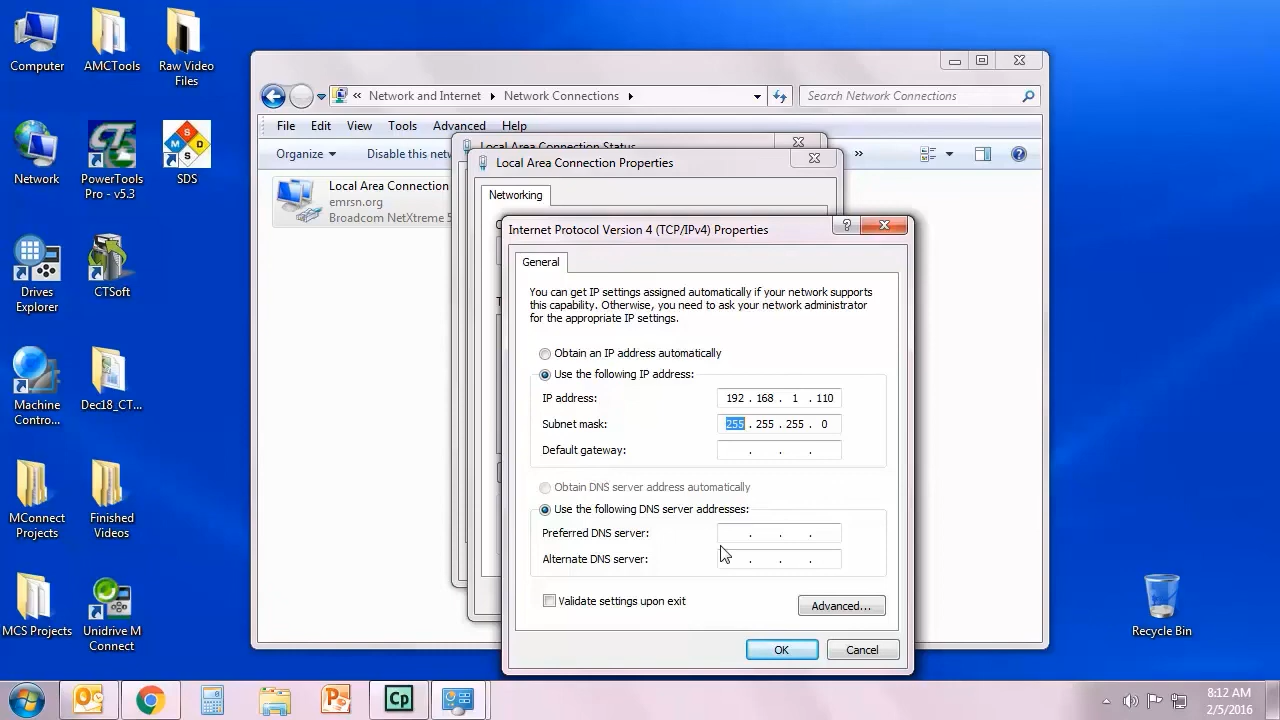 Computer
AMCTools
Raw Video
Files
Network
PowerTools
Pro - v5.3
SDS
Drives
Explorer
CTSoft
Machine
Contro...
Dec18_CT...
MConnect
Projects
Finished
Videos
MCS Projects
Unidrive M
Connect
Recycle Bin
« Network and Internet
Network Connections
Search Network Connections
File Edit View Tools Advanced Help
Organize
Disable this netw
»
Local Area Connection
emrsn.org
Broadcom NetXtreme 5
Local Area Connection Status
Local Area Connection Properties
Networking
Internet Protocol Version 4 (TCP/IPv4) Properties
General
You can get IP settings assigned automatically if your network supports
this capability. Otherwise, you need to ask your network administrator
for the appropriate IP settings.
Obtain an IP address automatically
Use the following IP address:
IP address: 192 . 168 . 1 . 110
Subnet mask: 255 . 255 . 255 . 0
Default gateway: . . .
Obtain DNS server address automatically
Use the following DNS server addresses:
Preferred DNS server: . . .
Alternate DNS server: . . .
Validate settings upon exit
Advanced...
OK
Cancel
Cp
8:12 AM
2/5/2016